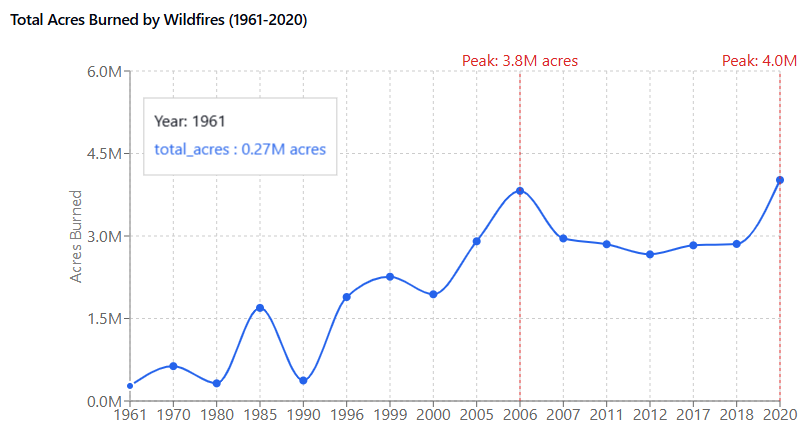 Total Acres Burned by Wildfires (1961-2020)
Peak: 3.8M acres
Peak: 4.0M
6.0M
Year: 1961
total_acres : 0.27M acres
4.5M
Acres Burned
3.0M
1.5M
0.0M
1961 1970 1980 1985 1990 1996 1999 2000 2005 2006 2007 2011 2012 2017 2018 2020